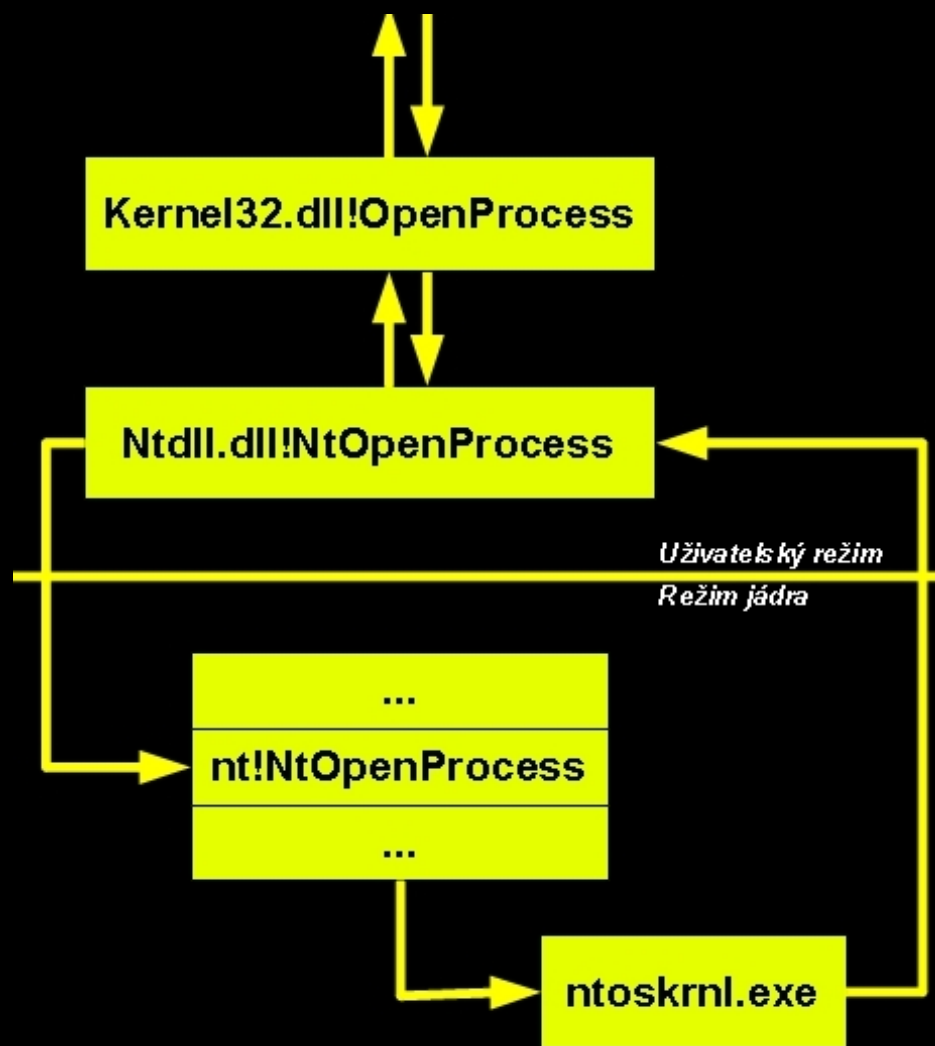 Kernel32.dll!OpenProcess
Ntdll.dll!NtOpenProcess
Uživatelský režim
Režim jádra
...
nt!NtOpenProcess
...
ntoskrnl.exe